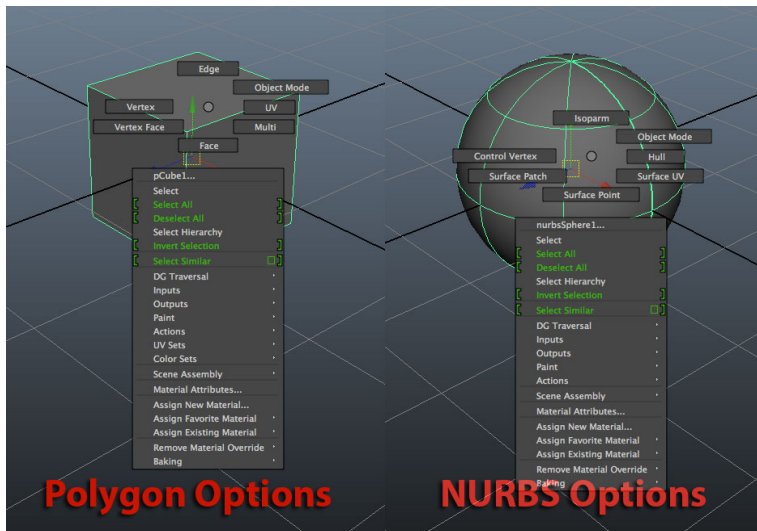 Edge
Object Mode
Vertex
UV
Vertex Face
Multi
Face
pCube1...
Select
Select All
Deselect All
Select Hierarchy
Invert Selection
Select Similar
DG Traversal
Inputs
Outputs
Paint
Actions
UV Sets
Color Sets
Scene Assembly
Material Attributes...
Assign New Material...
Assign Favorite Material
Assign Existing Material
Remove Material Override
Baking
Polygon Options
Isoparm
Object Mode
Control Vertex
Hull
Surface Patch
Surface UV
Surface Point
nurbsSphere1...
Select
Select All
Deselect All
Select Hierarchy
Invert Selection
Select Similar
DG Traversal
Inputs
Outputs
Paint
Actions
Scene Assembly
Material Attributes...
Assign New Material...
Assign Favorite Material
Assign Existing Material
Remove Material Override
Baking
NURBS Options